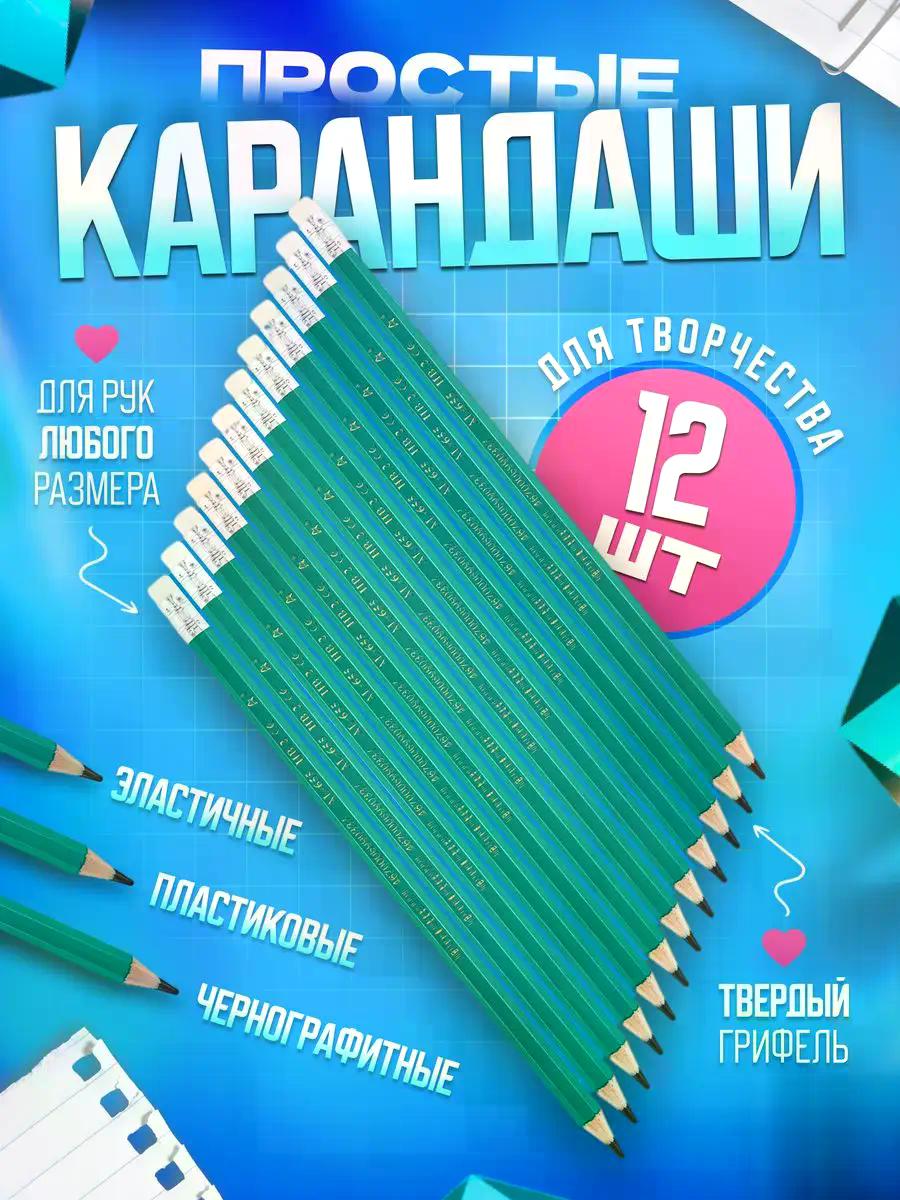 ПРОСТЫЕ
КАРАНДАШИ
ДЛЯ РУК
ЛЮБОГО
РАЗМЕРА
ДЛЯ ТВОРЧЕСТВА
12
ШТ
ЭЛАСТИЧНЫЕ
ПЛАСТИКОВЫЕ
ЧЕРНОГРАФИТНЫЕ
ТВЕРДЫЙ
ГРИФЕЛЬ